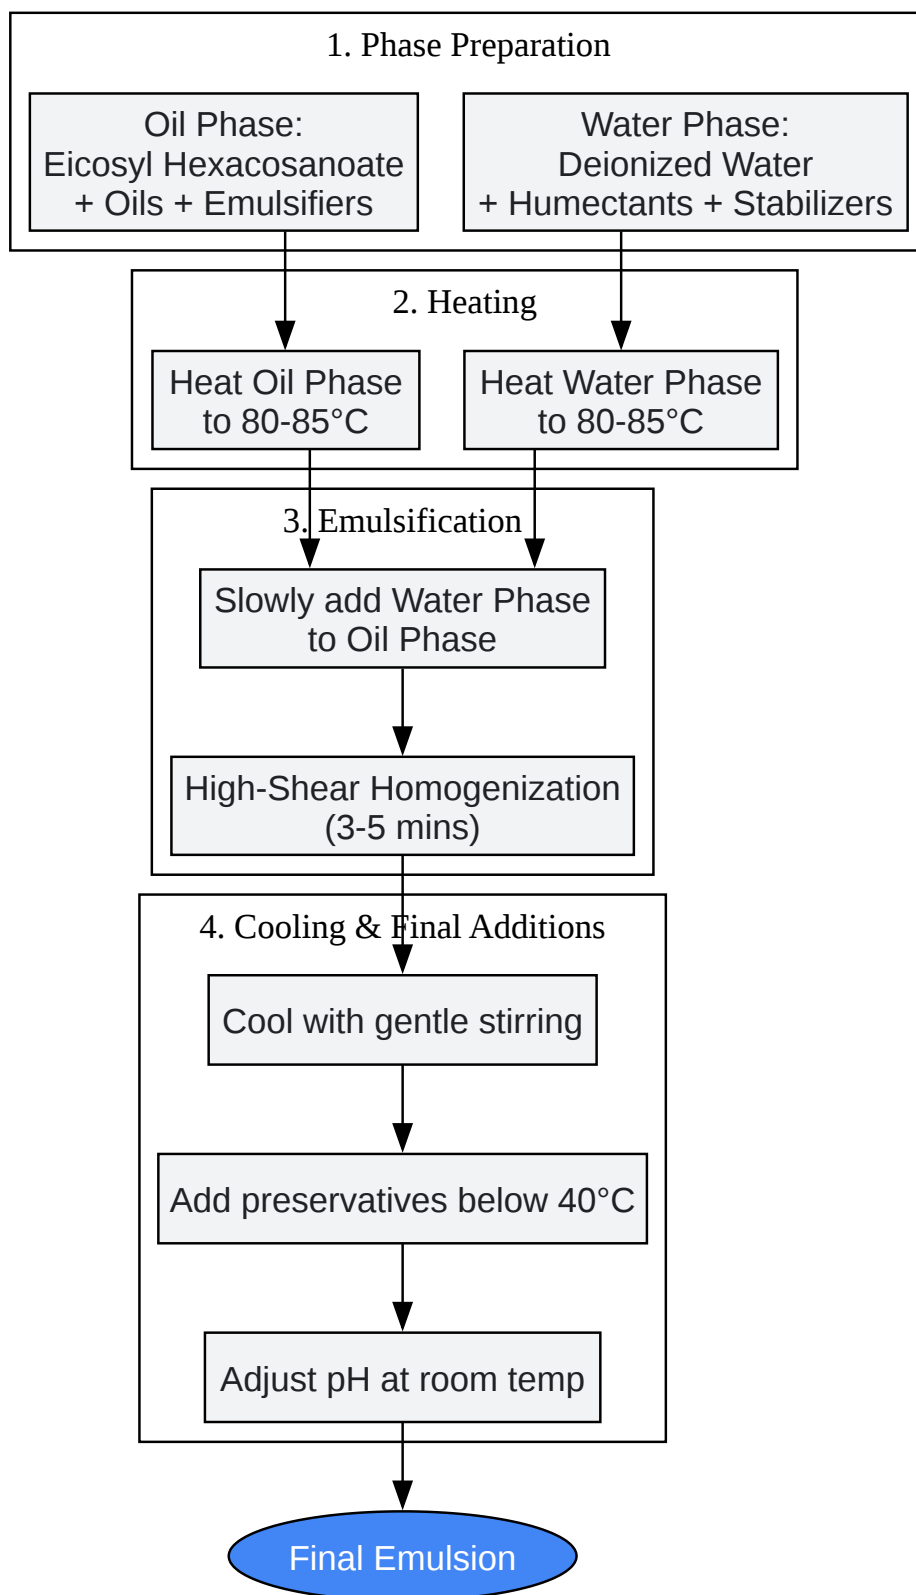 1. Phase Preparation
Oil Phase:
Eicosyl Hexacosanoate
+ Oils + Emulsifiers
Water Phase:
Deionized Water
+ Humectants + Stabilizers
2. Heating
Heat Oil Phase
to 80-85°C
Heat Water Phase
to 80-85°C
3. Emulsification
Slowly add Water Phase
to Oil Phase
High-Shear Homogenization
(3-5 mins)
4. Cooling & Final Additions
Cool with gentle stirring
Add preservatives below 40°C
Adjust pH at room temp
Final Emulsion